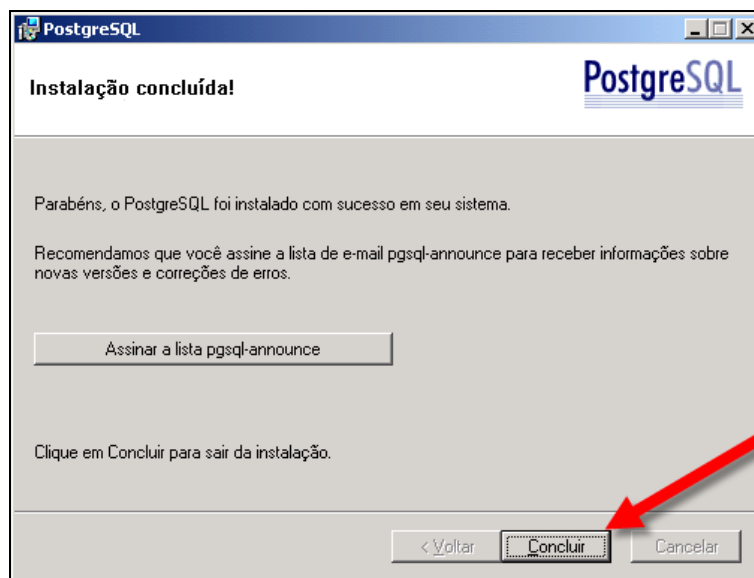 PostgreSQL
Instalação concluída!
PostgreSQL
Parabéns, o PostgreSQL foi instalado com sucesso em seu sistema.
Recomendamos que você assine a lista de e-mail pgsql-announce para receber informações sobre
novas versões e correções de erros.
Assinar a lista pgsql-announce
Clique em Concluir para sair da instalação.
< Voltar Concluir Cancelar